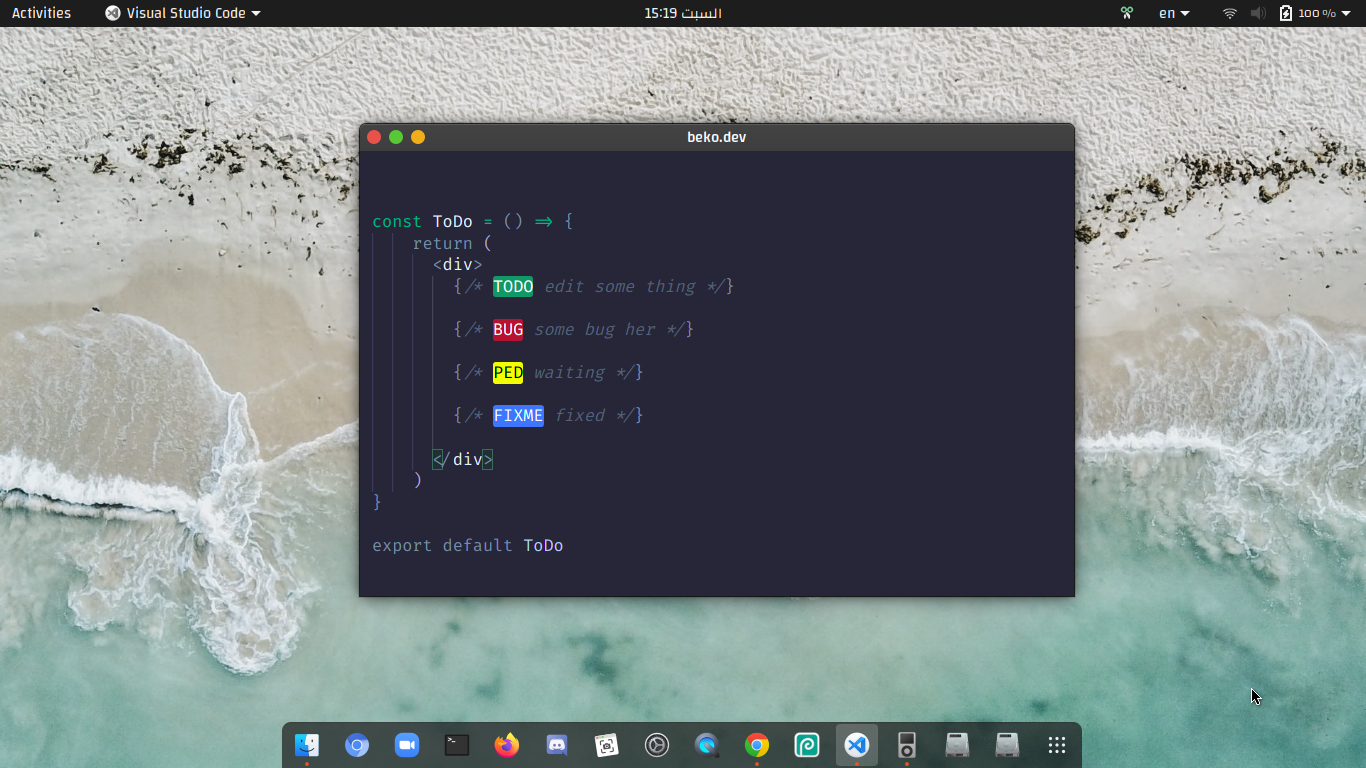 Activities Visual Studio Code السبت 15:19 en 100 %
beko.dev
const ToDo = () => {
return (
<div>
{/* TODO edit some thing */}
{/* BUG some bug her */}
{/* PED waiting */}
{/* FIXME fixed */}
</div>
)
}
export default ToDo